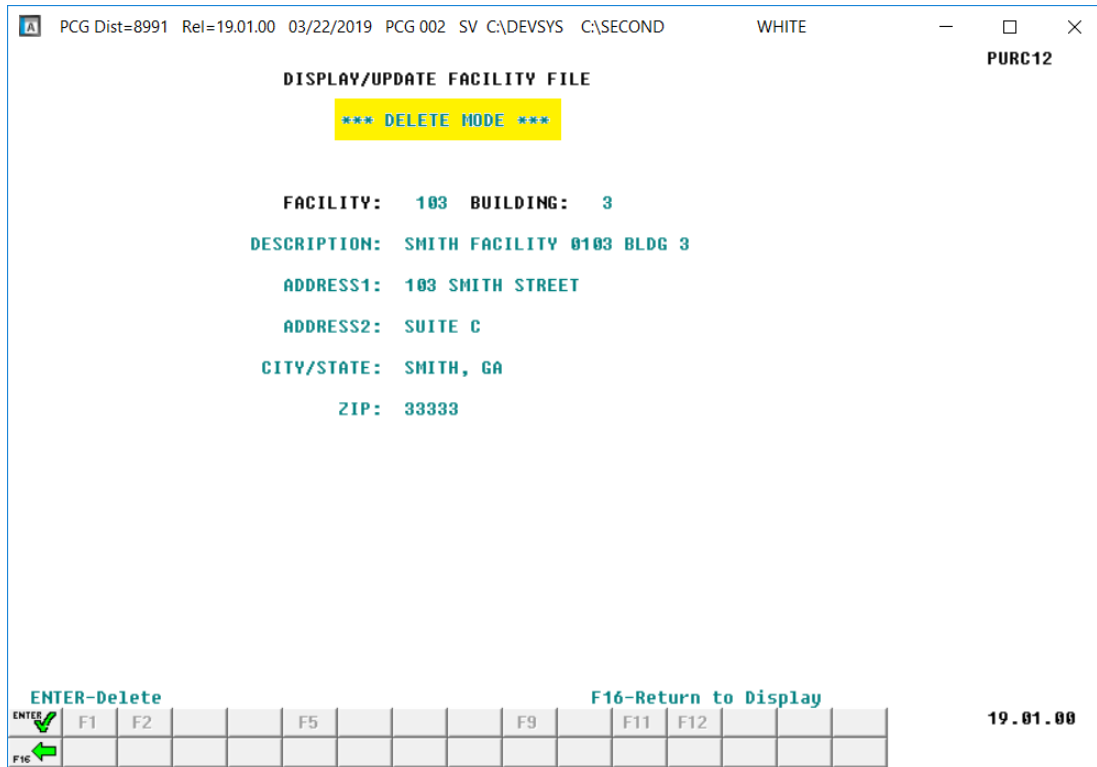 A PCG Dist=8991 Rel=19.01.00 03/22/2019 PCG 002 SV C:\DEVSYS C:\SECOND WHITE
PURC12
DISPLAY/UPDATE FACILITY FILE
*** DELETE MODE ***
FACILITY: 103 BUILDING: 3
DESCRIPTION: SMITH FACILITY 0103 BLDG 3
ADDRESS1: 103 SMITH STREET
ADDRESS2: SUITE C
CITY/STATE: SMITH, GA
ZIP: 33333
ENTER-Delete F16-Return to Display
ENTER F1 F2 F5 F9 F11 F12 19.01.00
F16